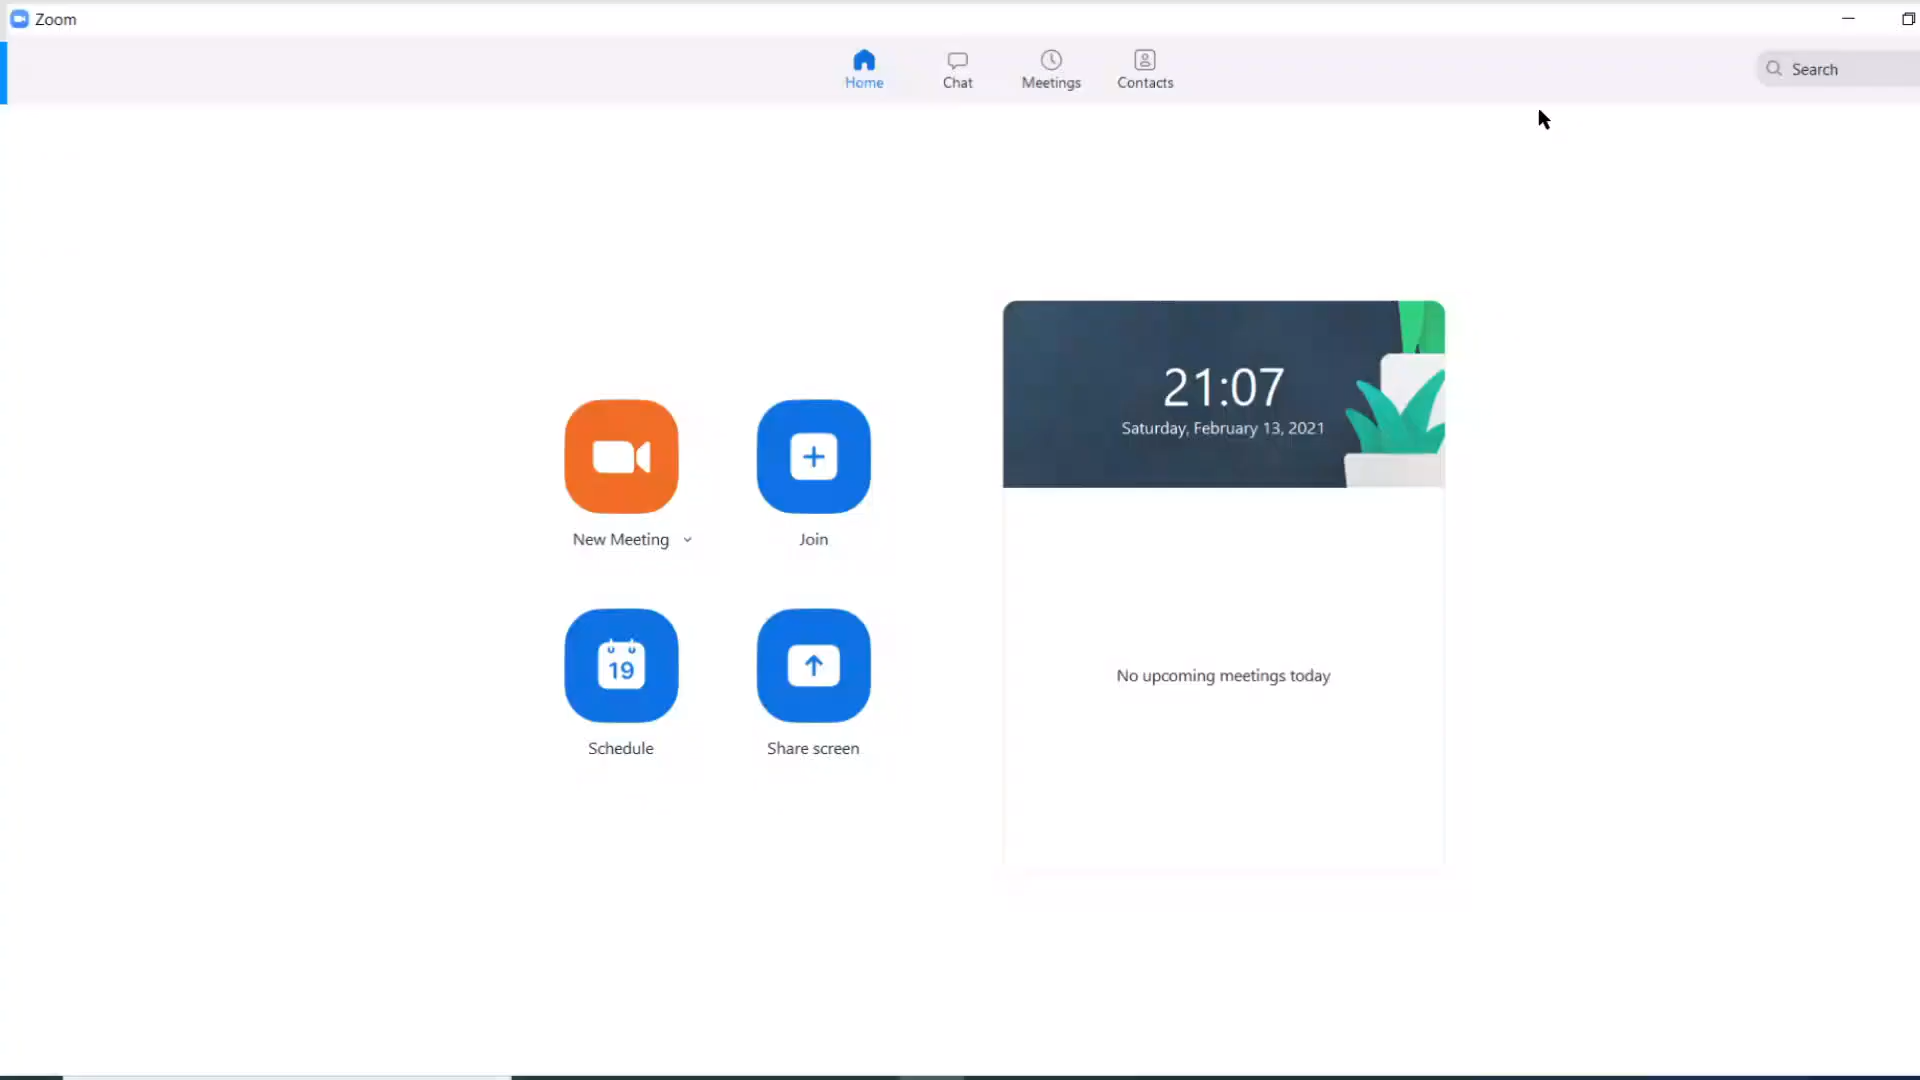 Zoom
Home
Chat
Meetings
Contacts
Search
21:07
Saturday, February 13, 2021
New Meeting
Join
19
Schedule
Share screen
No upcoming meetings today